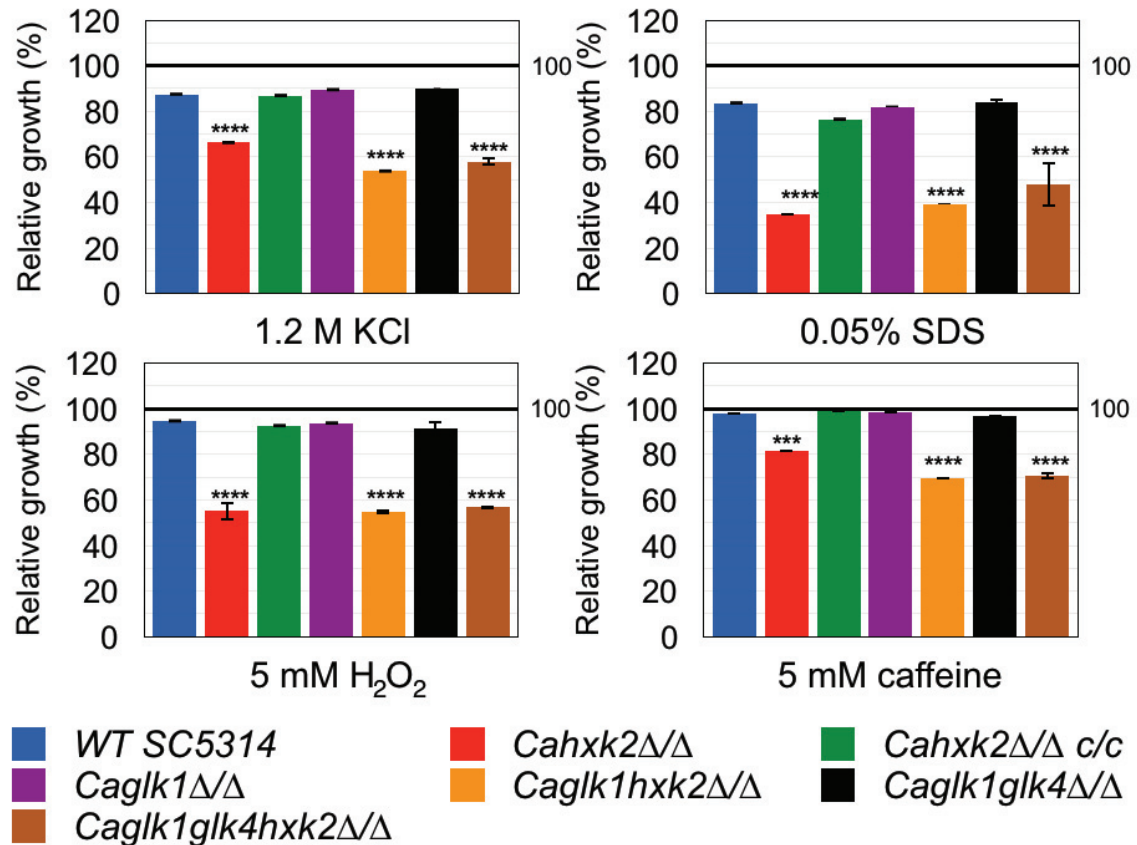 120
100
80
60
40
20
0
Relative growth (%)
****
****
****
100
1.2 M KCl
120
100
80
60
40
20
0
Relative growth (%)
****
****
****
100
0.05% SDS
120
100
80
60
40
20
0
Relative growth (%)
****
****
****
100
5 mM H₂O₂
120
100
80
60
40
20
0
Relative growth (%)
***
****
****
100
5 mM caffeine
WT SC5314
Cahxk2Δ/Δ
Cahxk2Δ/Δ c/c
Caglk1Δ/Δ
Caglk1hxk2Δ/Δ
Caglk1glk4Δ/Δ
Caglk1glk4hxk2Δ/Δ